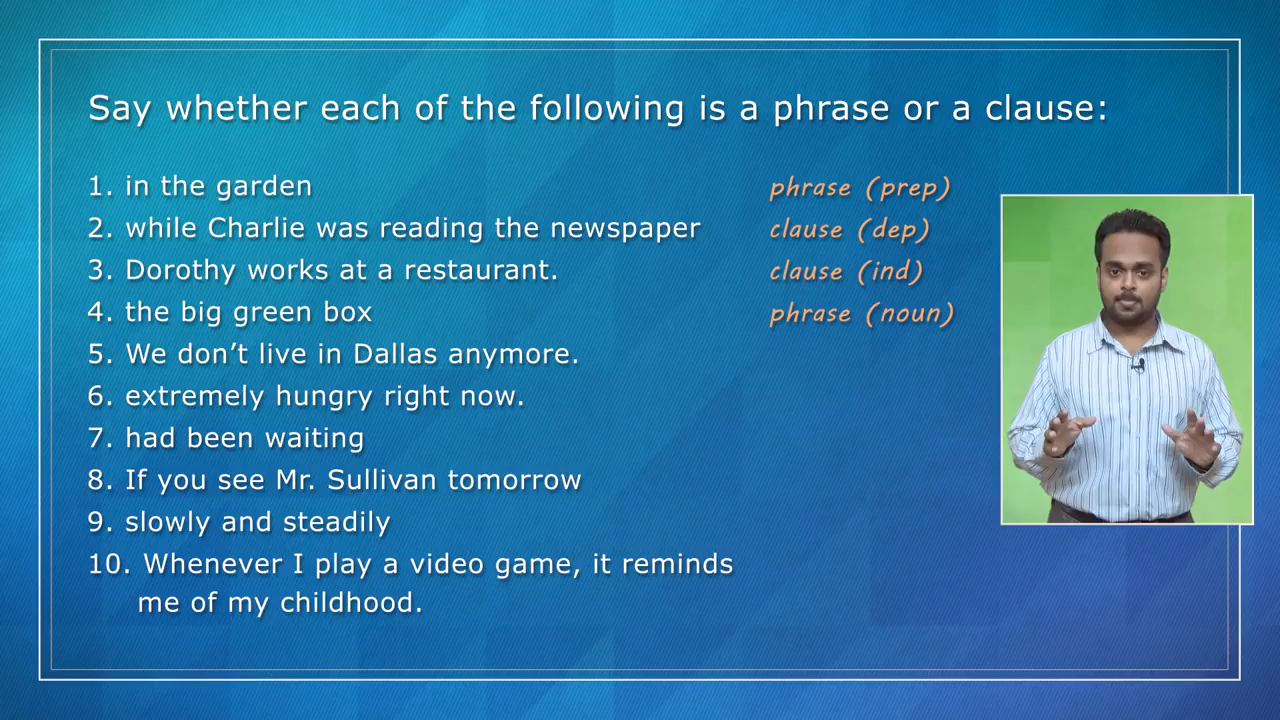 Say whether each of the following is a phrase or a clause:
1. in the garden phrase (prep)
2. while Charlie was reading the newspaper clause (dep)
3. Dorothy works at a restaurant. clause (ind)
4. the big green box phrase (noun)
5. We don’t live in Dallas anymore.
6. extremely hungry right now.
7. had been waiting
8. If you see Mr. Sullivan tomorrow
9. slowly and steadily
10. Whenever I play a video game, it reminds
me of my childhood.